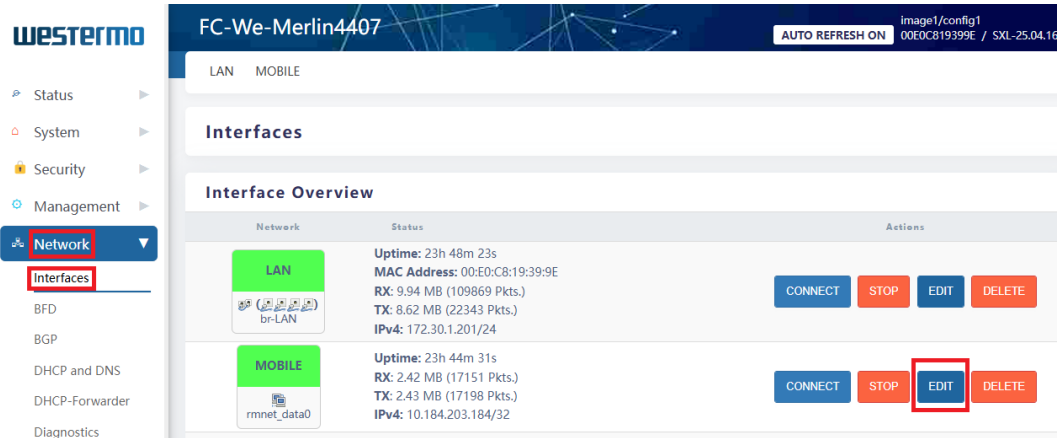 westermo
FC-We-Merlin4407
AUTO REFRESH ON
image1/config1
00E0C819399E / SXL-25.04.16
LAN MOBILE
Status
System
Security
Management
Network
Interfaces
BFD
BGP
DHCP and DNS
DHCP-Forwarder
Diagnostics
Interfaces
Interface Overview
Network Status Actions
LAN
br-LAN
Uptime: 23h 48m 23s
MAC Address: 00:E0:C8:19:39:9E
RX: 9.94 MB (109869 Pkts.)
TX: 8.62 MB (22343 Pkts.)
IPv4: 172.30.1.201/24
CONNECT STOP EDIT DELETE
MOBILE
rmnet_data0
Uptime: 23h 44m 31s
RX: 2.42 MB (17151 Pkts.)
TX: 2.43 MB (17198 Pkts.)
IPv4: 10.184.203.184/32
CONNECT STOP EDIT DELETE